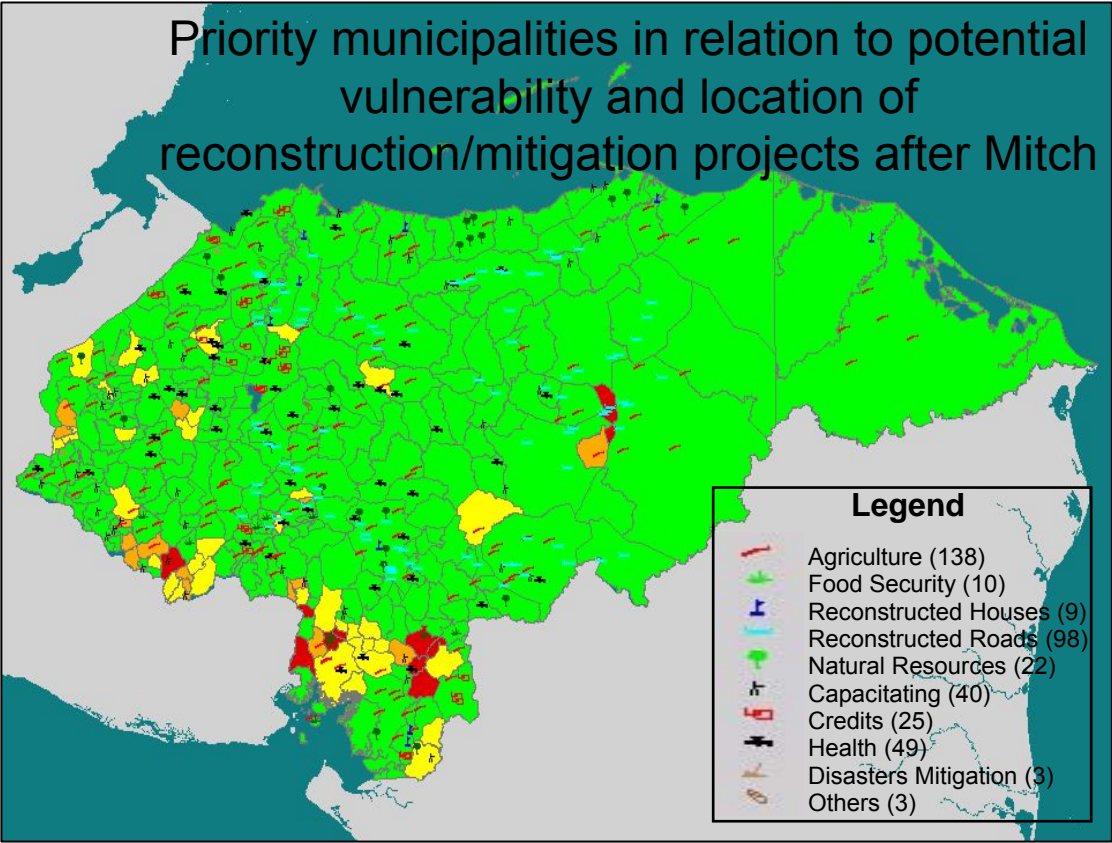 Priority municipalities in relation to potential
vulnerability and location of
reconstruction/mitigation projects after Mitch
Legend
Agriculture (138)
Food Security (10)
Reconstructed Houses (9)
Reconstructed Roads (98)
Natural Resources (22)
Capacitating (40)
Credits (25)
Health (49)
Disasters Mitigation (3)
Others (3)